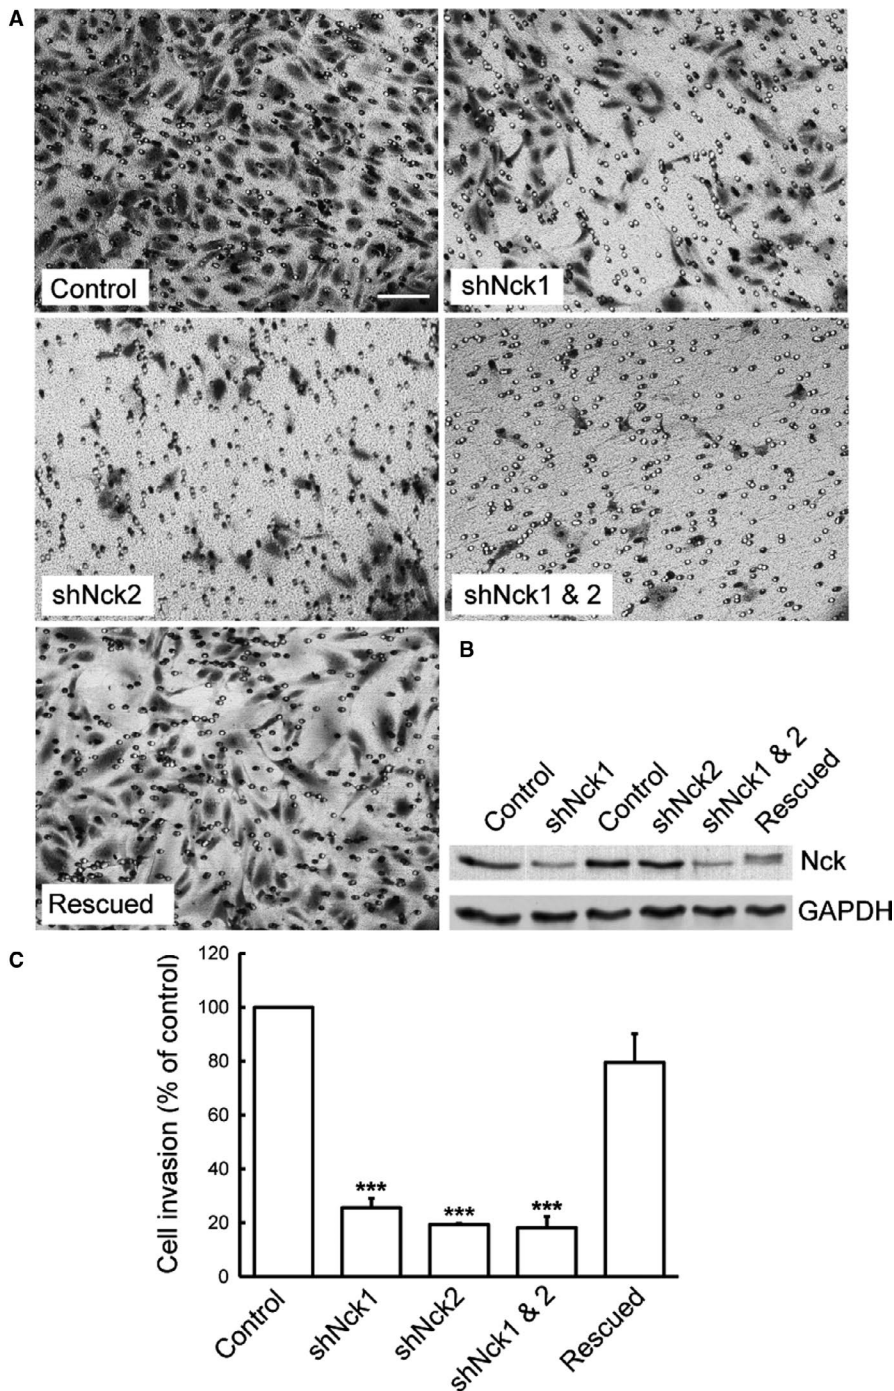 A
Control
shNck1
shNck2
shNck1 & 2
Rescued
B
Control
shNck1
Control
shNck2
shNck1 & 2
Rescued
Nck
GAPDH
C
Cell invasion (% of control)
120
100
80
60
40
20
0
***
***
***
Control
shNck1
shNck2
shNck1 & 2
Rescued